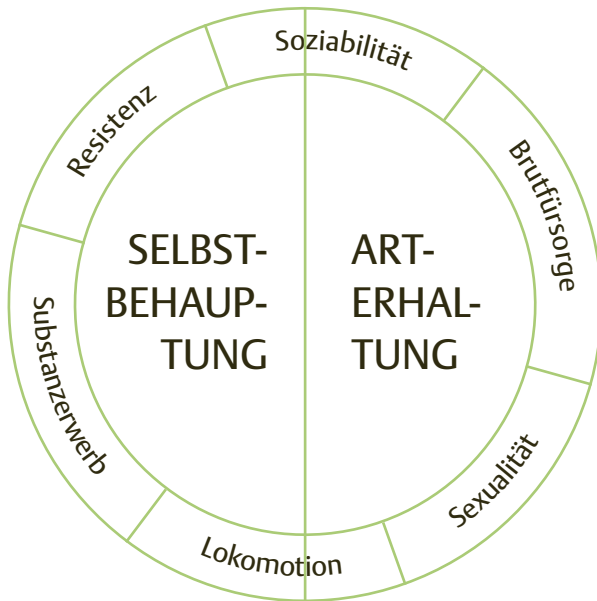 Soziabilität
Resistenz
Brutfürsorge
SELBST-
BEHAUP-
TUNG
ART-
ERHAL-
TUNG
Substanzerwerb
Sexualität
Lokomotion